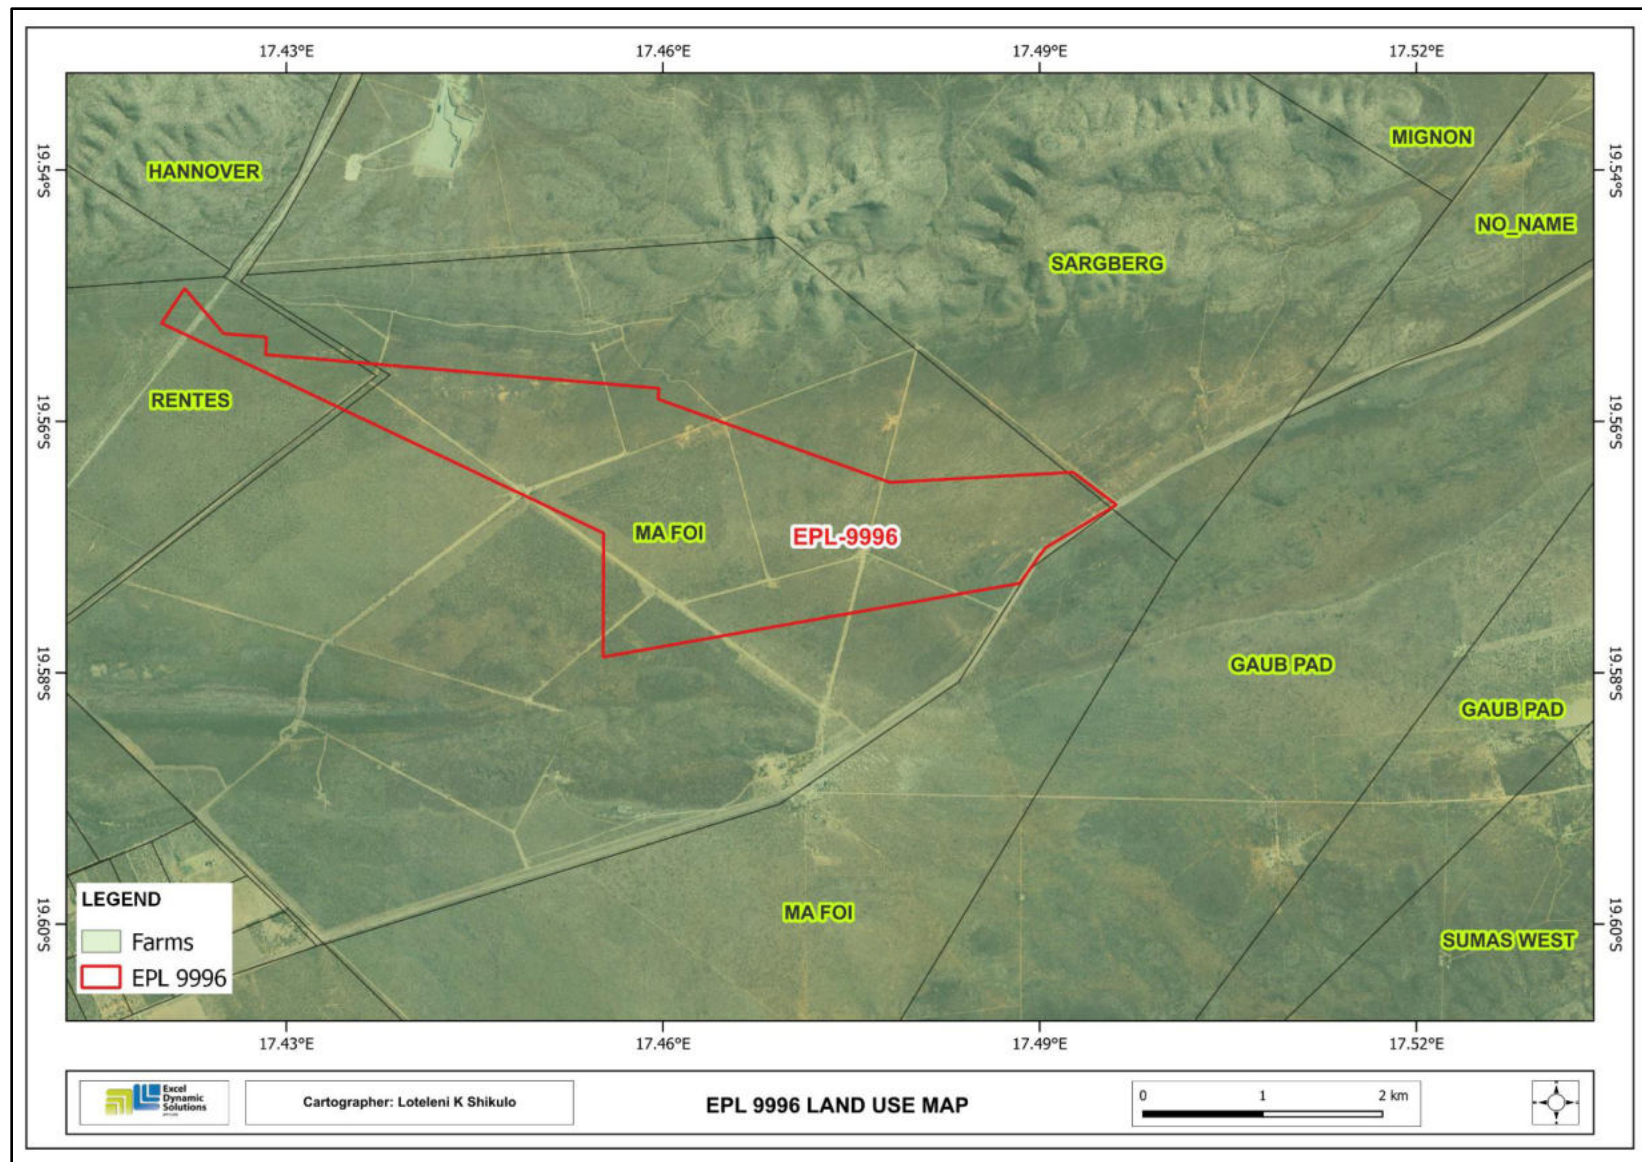 17.43°E 17.46°E 17.49°E 17.52°E
19.54°S
19.54°S
HANNOVER
MIGNON
NO_NAME
SARGBERG
RENTES
19.56°S
19.56°S
MA FOI
EPL-9996
GAUB PAD
19.58°S
19.58°S
GAUB PAD
MA FOI
SUMAS WEST
19.60°S
19.60°S
LEGEND
Farms
EPL 9996
17.43°E 17.46°E 17.49°E 17.52°E
Excel
Dynamic
Solutions
Cartographer: Loteleni K Shikulo
EPL 9996 LAND USE MAP
0 1 2 km